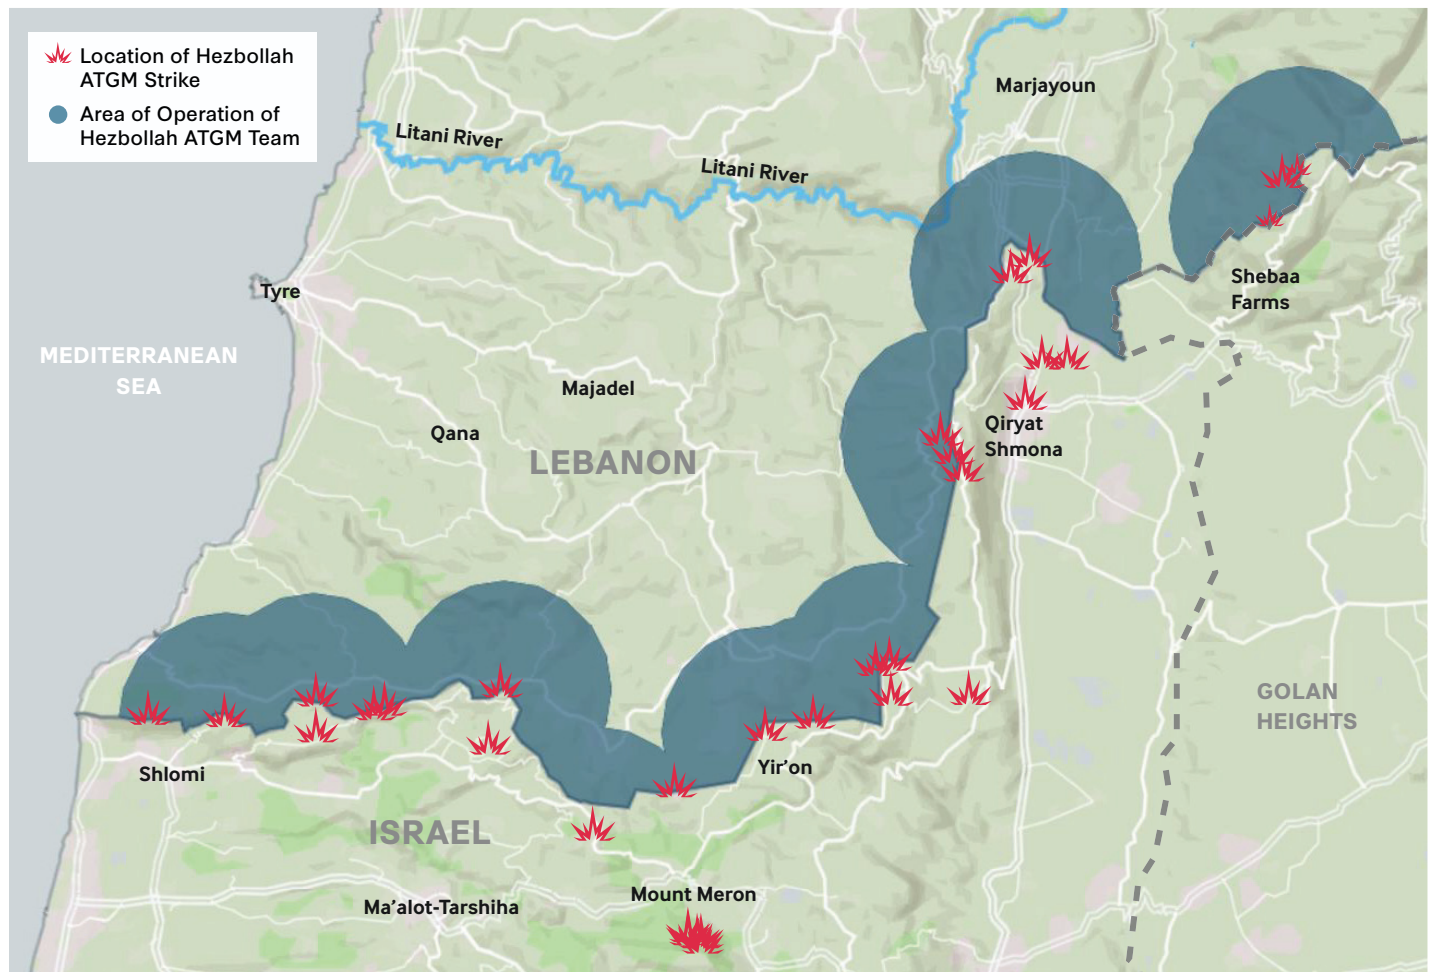 Location of Hezbollah
ATGM Strike
Area of Operation of
Hezbollah ATGM Team
Marjayoun
Litani River
Litani River
Tyre
Shebaa
Farms
MEDITERRANEAN
SEA
Majadel
Qana
Qiryat
Shmona
LEBANON
GOLAN
HEIGHTS
Shlomi
Yir’on
ISRAEL
Mount Meron
Ma’alot-Tarshiha